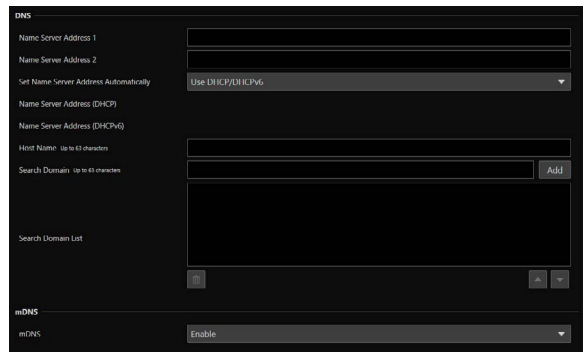 DNS
Name Server Address 1
Name Server Address 2
Set Name Server Address Automatically Use DHCP/DHCPv6
Name Server Address (DHCP)
Name Server Address (DHCPv6)
Host Name Up to 63 characters
Search Domain Up to 63 characters Add
Search Domain List
mDNS
mDNS Enable